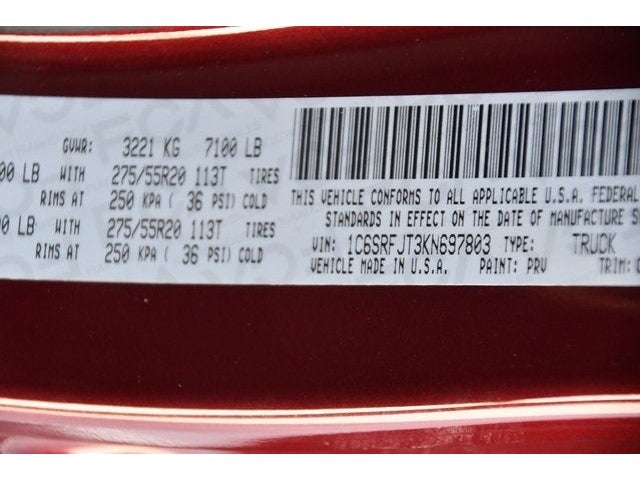 GVWR: 3221 KG 7100 LB
00 LB WITH 275/55R20 113T TIRES
RIMS AT 250 KPA ( 36 PSI) COLD
00 LB WITH 275/55R20 113T TIRES
RIMS AT 250 KPA ( 36 PSI) COLD
THIS VEHICLE CONFORMS TO ALL APPLICABLE U.S.A. FEDERAL
STANDARDS IN EFFECT ON THE DATE OF MANUFACTURE S
VIN: 1C6SRFJT3KN697803 TYPE: TRUCK
VEHICLE MADE IN U.S.A. PAINT: PRV TRIM: